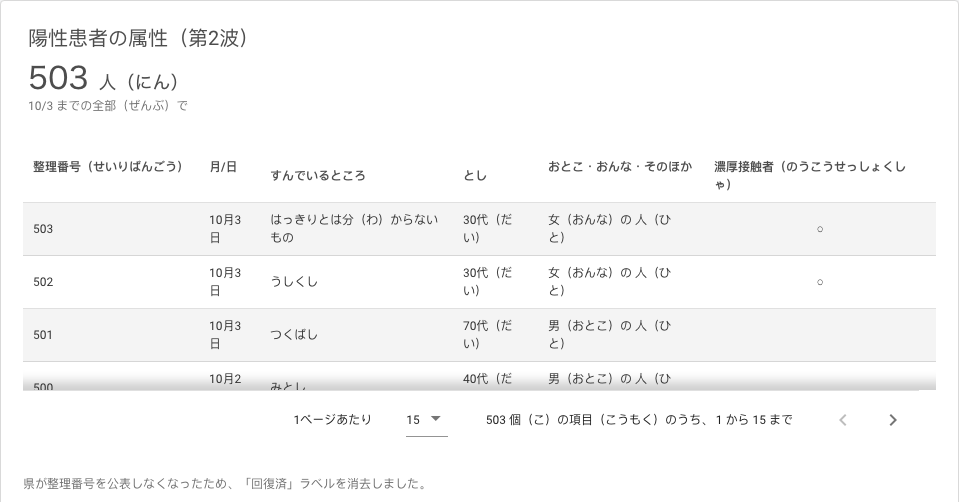 陽性患者の属性（第2波）
503 人（にん）
10/3 までの全部（ぜんぶ）で
整理番号（せいりばんごう） 月/日 すんでいるところ とし おとこ・おんな・そのほか 濃厚接触者（のうこうせっしょくし
ゃ）
503 10月3 はっきりとは分（わ）からない 30代（だ 女（おんな）の 人（ひ ○
日 もの い） と）
502 10月3 うしくし 30代（だ 女（おんな）の 人（ひ ○
日 い） と）
501 10月3 つくばし 70代（だ 男（おとこ）の 人（ひ
日 い） と）
500 10月2 みとし 40代（だ 男（おとこ）の 人（ひ
1ページあたり 15 503 個（こ）の項目（こうもく）のうち、1 から 15 まで
県が整理番号を公表しなくなったため、「回復済」ラベルを消去しました。